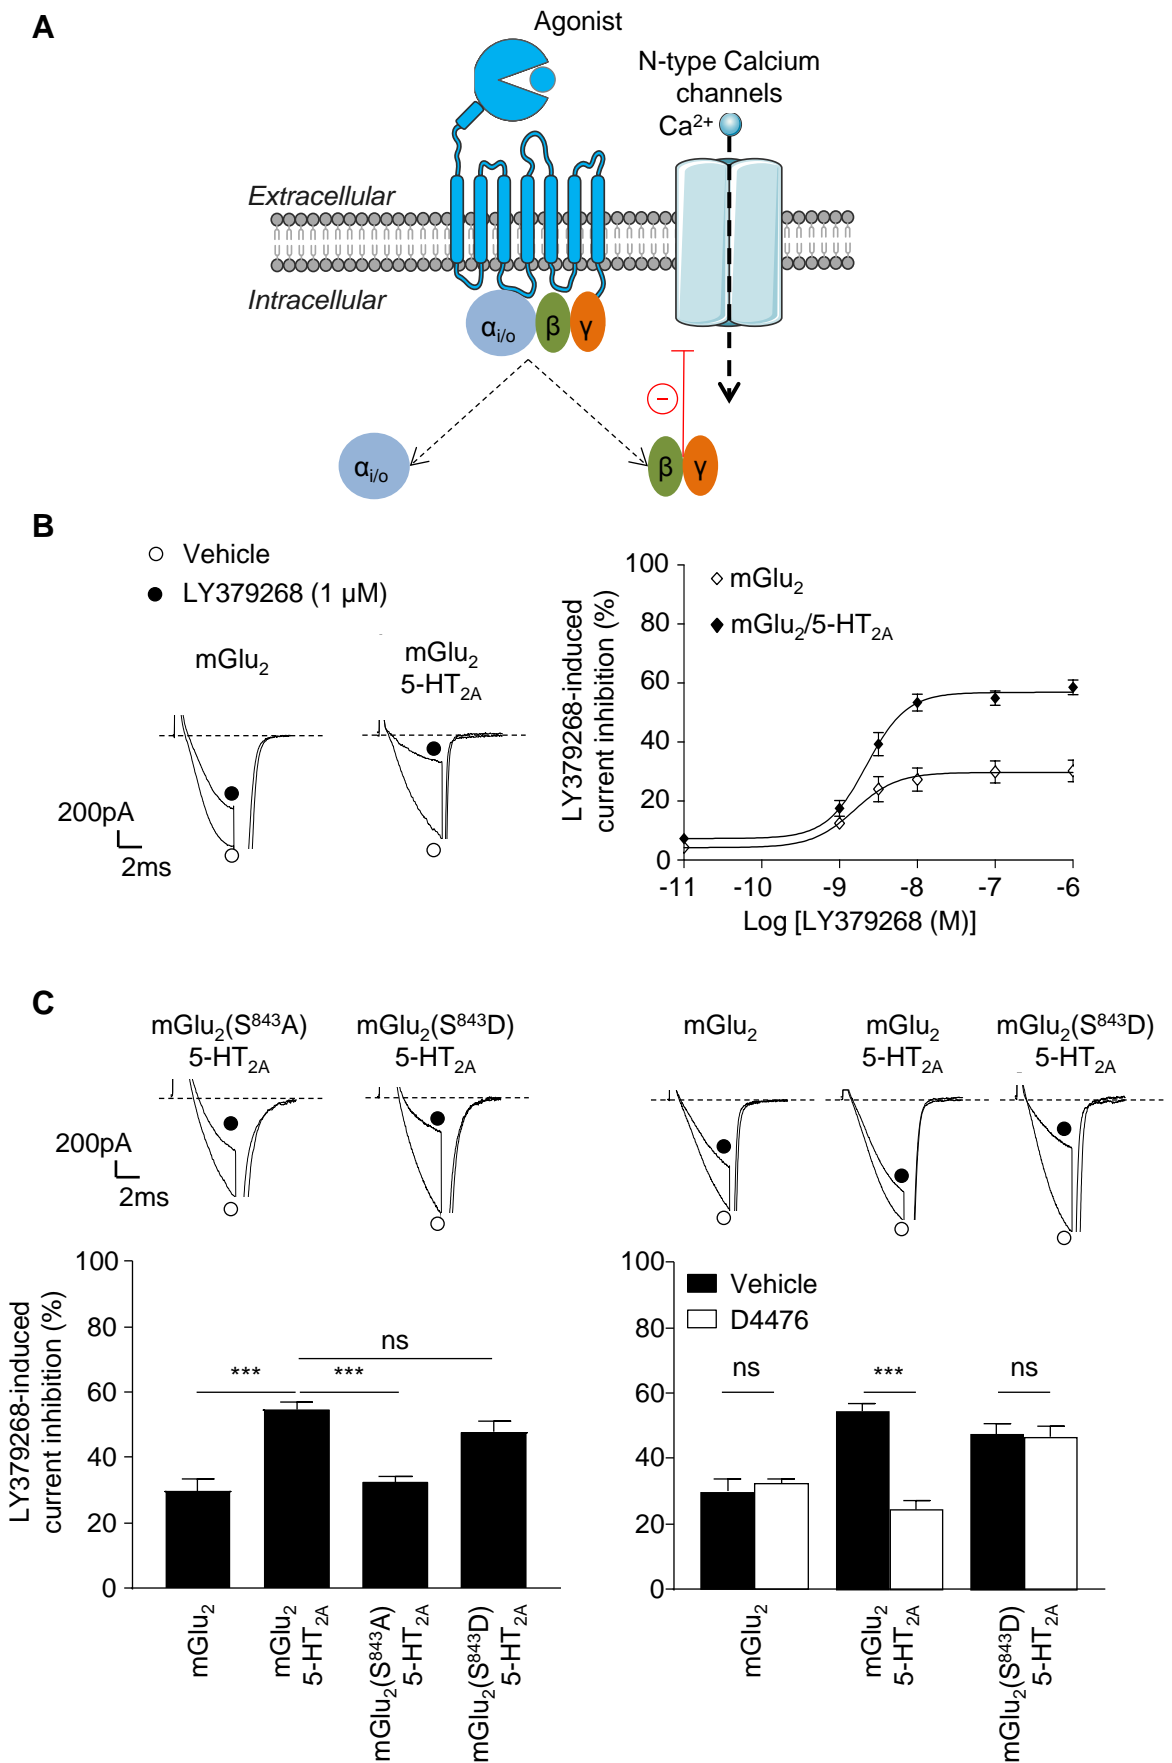 A
Agonist
N-type Calcium
channels
Ca2+
Extracellular
Intracellular
αi/o
β
γ
−
αi/o
β
γ
B
Vehicle
LY379268 (1 µM)
mGlu2
mGlu2
5-HT2A
200pA
2ms
LY379268-induced
current inhibition (%)
100
80
60
40
20
0
mGlu2
mGlu2/5-HT2A
-11
-10
-9
-8
-7
-6
Log [LY379268 (M)]
C
mGlu2(S843A)
5-HT2A
mGlu2(S843D)
5-HT2A
mGlu2
mGlu2
5-HT2A
mGlu2(S843D)
5-HT2A
200pA
2ms
LY379268-induced
current inhibition (%)
100
80
60
40
20
0
***
***
ns
mGlu2
mGlu2
5-HT2A
mGlu2(S843A)
5-HT2A
mGlu2(S843D)
5-HT2A
100
80
60
40
20
0
Vehicle
D4476
ns
***
ns
mGlu2
mGlu2
5-HT2A
mGlu2(S843D)
5-HT2A